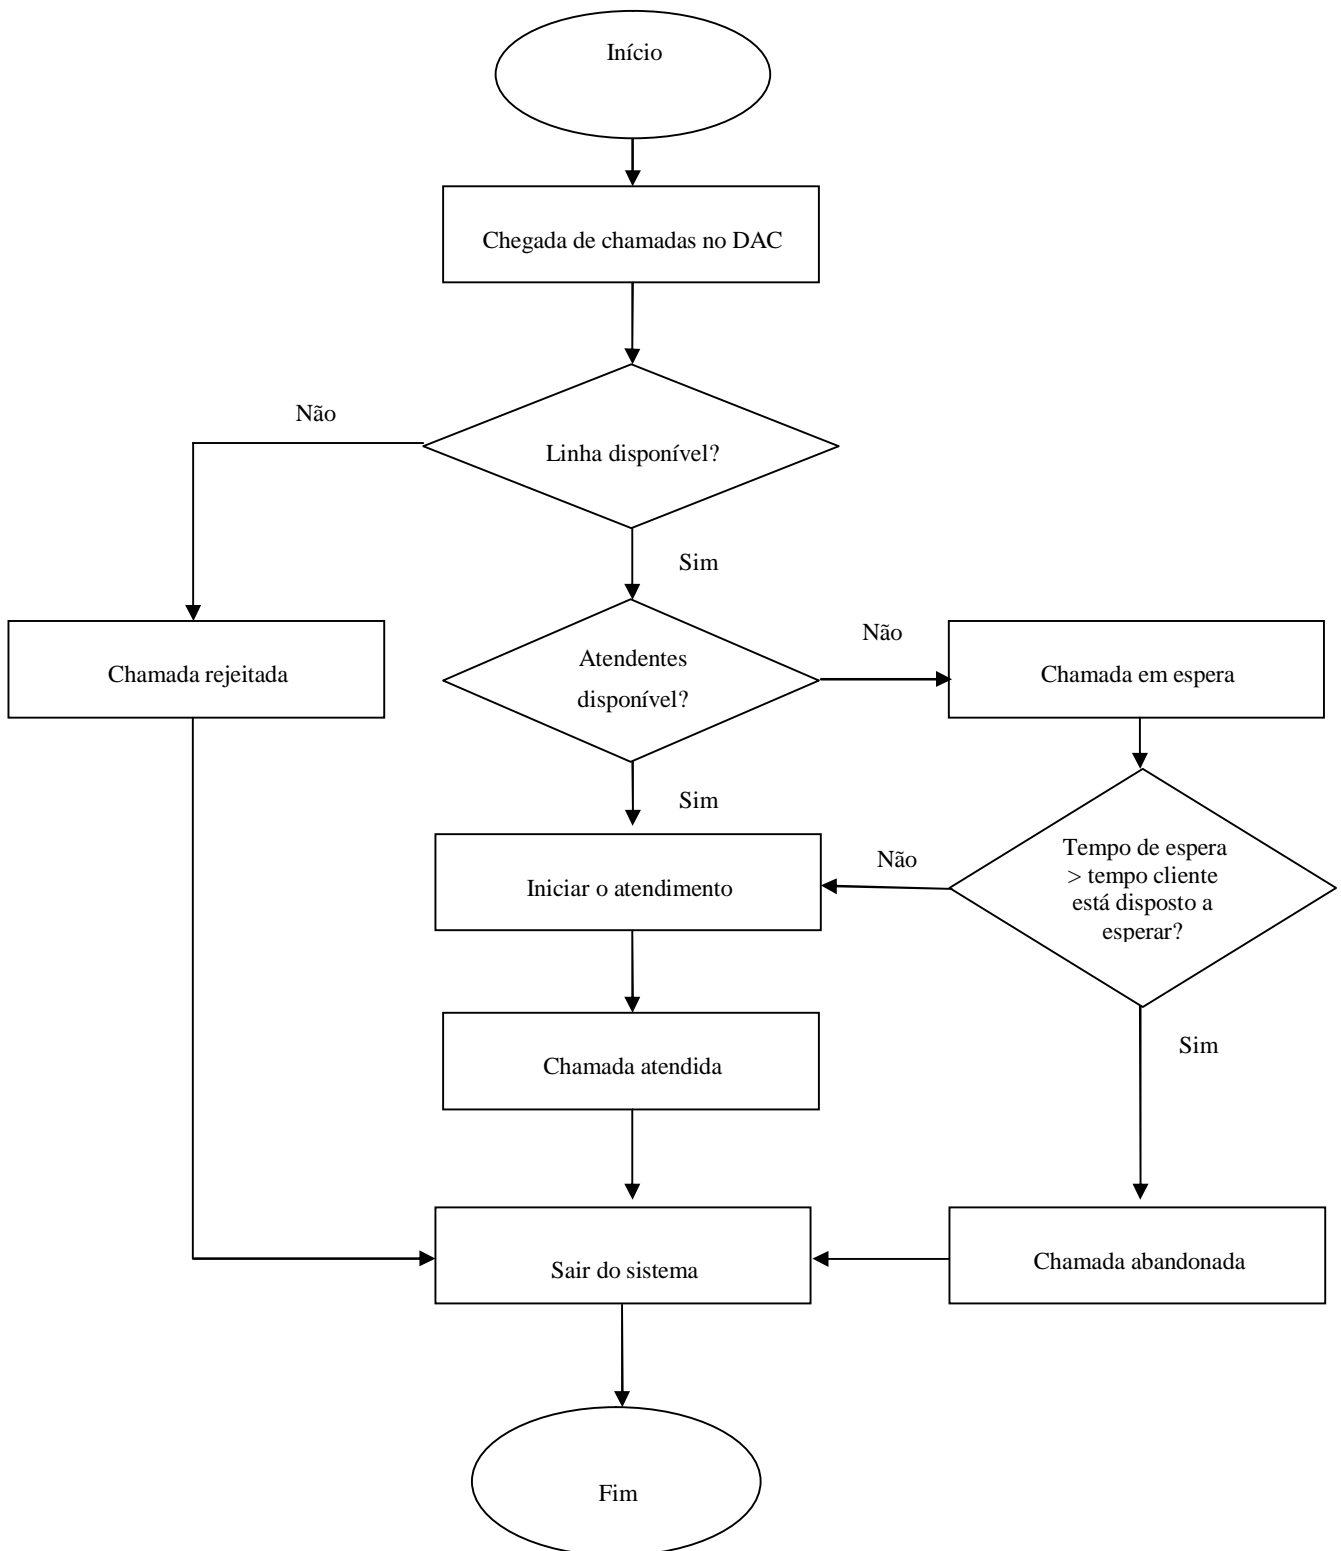 Início
Chegada de chamadas no DAC
Não
Linha disponível?
Sim
Não
Chamada rejeitada
Atendentes
disponível?
Chamada em espera
Sim
Não
Tempo de espera
> tempo cliente
está disposto a
esperar?
Iniciar o atendimento
Sim
Chamada atendida
Sair do sistema
Chamada abandonada
Fim